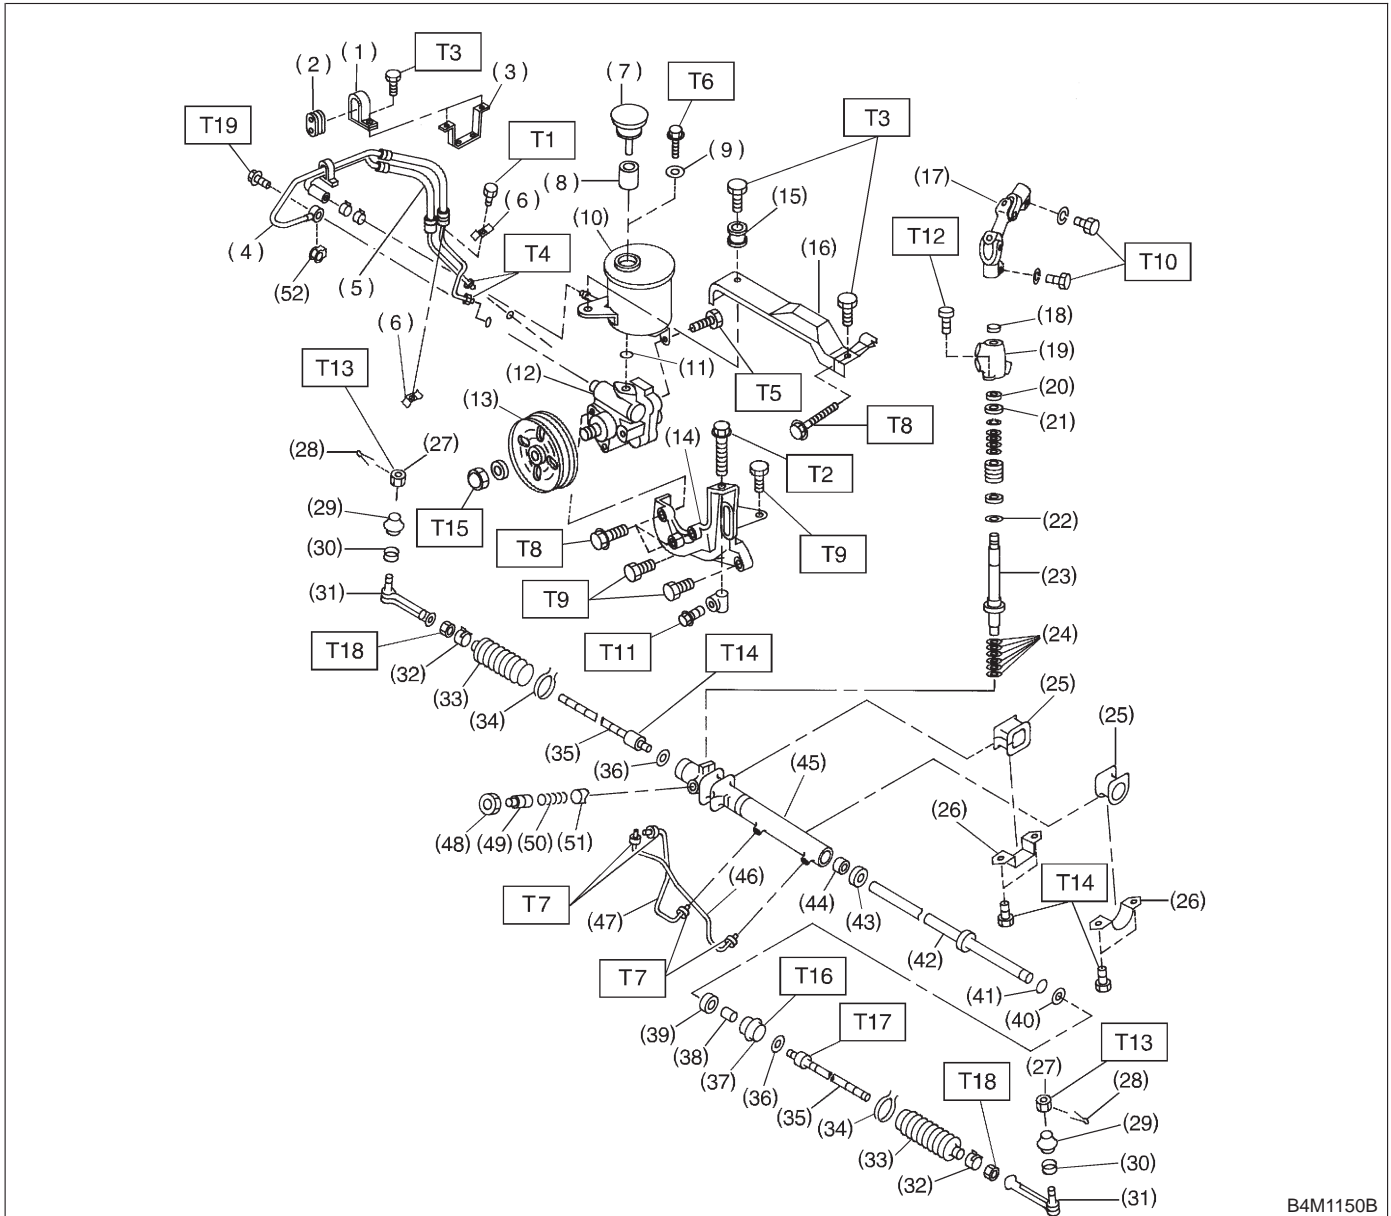 T3
(1)
(2)
(3)
(7)
T6
T3
T19
T1
(9)
(17)
(8)
(15)
(6)
(10)
T12
(16)
T4
T10
(4)
(52)
(5)
(18)
(6)
(19)
(11)
T13
(12)
T5
(20)
(13)
(21)
(14)
T8
(28)
(27)
T2
(29)
T15
(22)
T8
T9
(30)
(23)
(31)
T9
(24)
T18
T11
T14
(32)
(33)
(25)
(34)
(25)
(35)
(36)
(45)
(26)
(48)
(49)
(50)
(51)
T14
(46)
T7
(47)
(44)
(43)
(26)
(42)
T7
T16
(41)
(40)
(39)
T17
(38)
T13
(37)
(27)
T18
(28)
(36)
(35)
(34)
(29)
(33)
(30)
(32)
(31)
B4M1150B